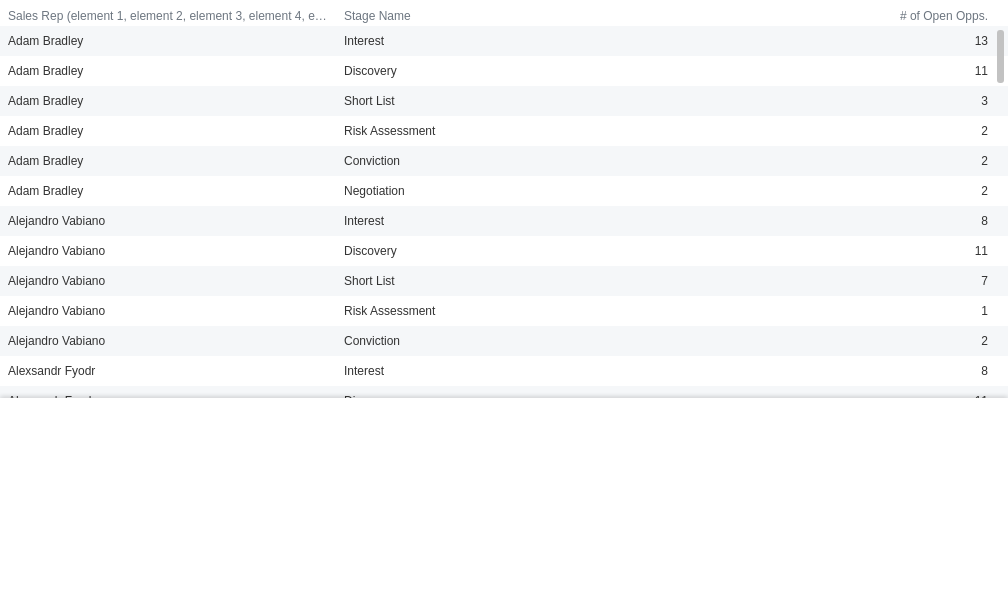 Sales Rep (element 1, element 2, element 3, element 4, e… Stage Name # of Open Opps.
Adam Bradley Interest 13
Adam Bradley Discovery 11
Adam Bradley Short List 3
Adam Bradley Risk Assessment 2
Adam Bradley Conviction 2
Adam Bradley Negotiation 2
Alejandro Vabiano Interest 8
Alejandro Vabiano Discovery 11
Alejandro Vabiano Short List 7
Alejandro Vabiano Risk Assessment 1
Alejandro Vabiano Conviction 2
Alexsandr Fyodr Interest 8